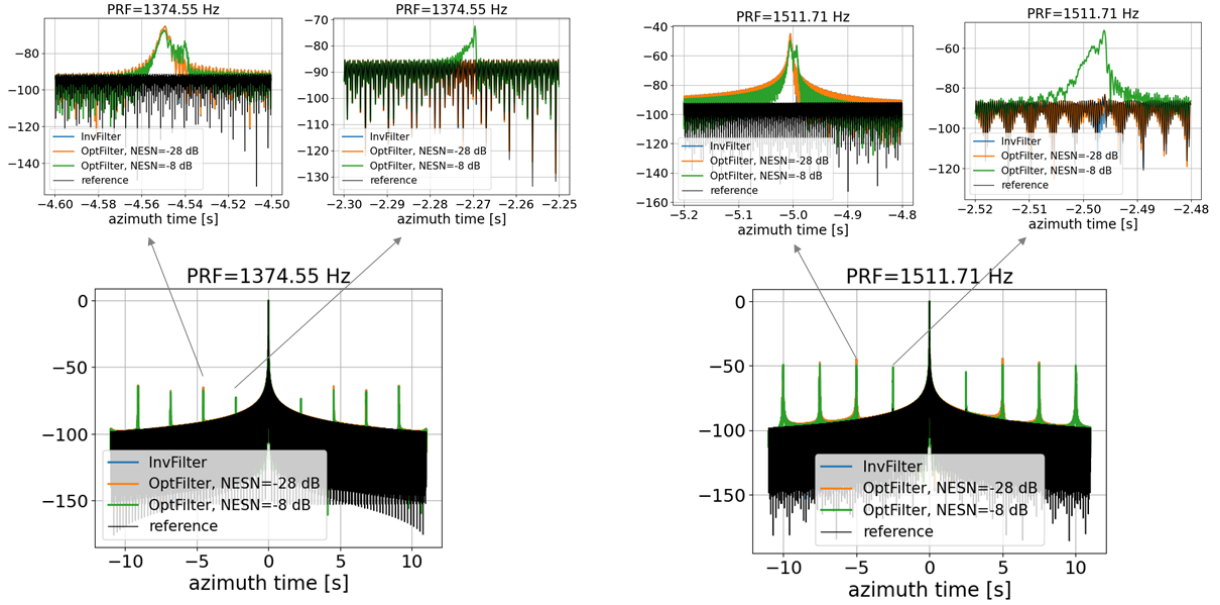 PRF=1374.55 Hz
−80
−100
−120
−140
InvFilter
OptFilter, NESN=-28 dB
OptFilter, NESN=-8 dB
reference
−4.60
−4.58
−4.56
−4.54
−4.52
−4.50
azimuth time [s]
PRF=1374.55 Hz
−70
−80
−90
−100
−110
−120
−130
InvFilter
OptFilter, NESN=-28 dB
OptFilter, NESN=-8 dB
reference
−2.30
−2.29
−2.28
−2.27
−2.26
−2.25
azimuth time [s]
PRF=1511.71 Hz
−40
−60
−80
−100
−120
−140
−160
InvFilter
OptFilter, NESN=-28 dB
OptFilter, NESN=-8 dB
reference
−5.2
−5.1
−5.0
−4.9
−4.8
azimuth time [s]
PRF=1511.71 Hz
−60
−80
−100
−120
InvFilter
OptFilter, NESN=-28 dB
OptFilter, NESN=-8 dB
reference
−2.52
−2.51
−2.50
−2.49
−2.48
azimuth time [s]
PRF=1374.55 Hz
0
−50
−100
−150
InvFilter
OptFilter, NESN=-28 dB
OptFilter, NESN=-8 dB
reference
−10
−5
0
5
10
azimuth time [s]
PRF=1511.71 Hz
0
−50
−100
−150
InvFilter
OptFilter, NESN=-28 dB
OptFilter, NESN=-8 dB
reference
−10
−5
0
5
10
azimuth time [s]